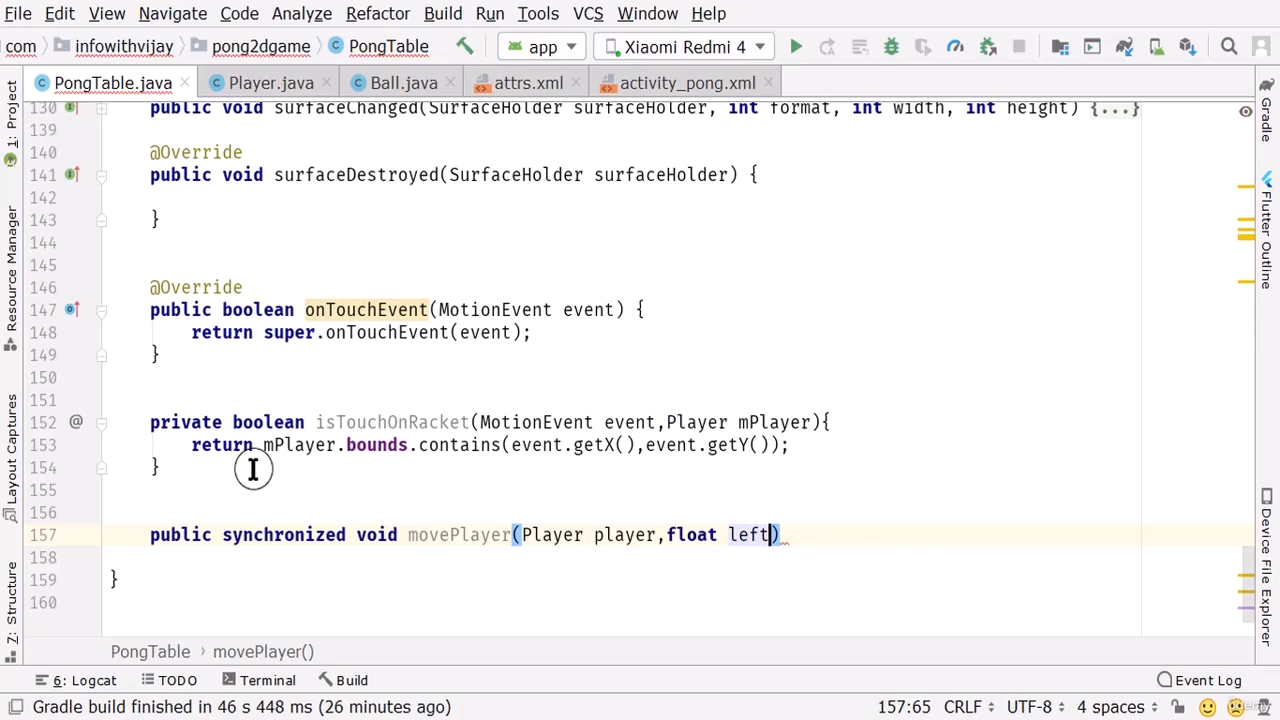 File Edit View Navigate Code Analyze Refactor Build Run Tools VCS Window Help
com infowithvijay pong2dgame PongTable app Xiaomi Redmi 4
PongTable.java Player.java Ball.java attrs.xml activity_pong.xml
1: Project
Resource Manager
Layout Captures
Z: Structure
130 public void surfaceChanged(SurfaceHolder surfaceHolder, int format, int width, int height) {...}
139
140 @Override
141 public void surfaceDestroyed(SurfaceHolder surfaceHolder) {
142
143 }
144
145
146 @Override
147 public boolean onTouchEvent(MotionEvent event) {
148 return super.onTouchEvent(event);
149 }
150
151
152 @ private boolean isTouchOnRacket(MotionEvent event,Player mPlayer){
153 return mPlayer.bounds.contains(event.getX(),event.getY());
154 }
155
156
157 public synchronized void movePlayer(Player player,float left)
158
159 }
160
Gradle
Flutter Outline
Device File Explorer
PongTable movePlayer()
6: Logcat TODO Terminal Build Event Log
Gradle build finished in 46 s 448 ms (26 minutes ago) 157:65 CRLF UTF-8 4 spaces